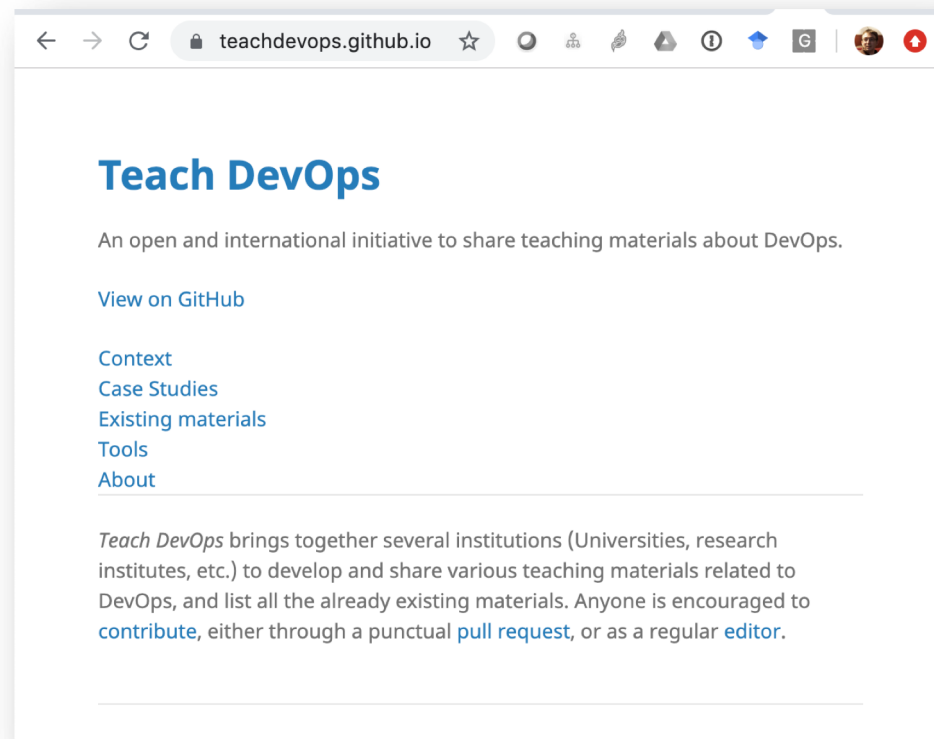 teachdevops.github.io
G
Teach DevOps
An open and international initiative to share teaching materials about DevOps.
View on GitHub
Context
Case Studies
Existing materials
Tools
About
Teach DevOps brings together several institutions (Universities, research
institutes, etc.) to develop and share various teaching materials related to
DevOps, and list all the already existing materials. Anyone is encouraged to
contribute, either through a punctual pull request, or as a regular editor.